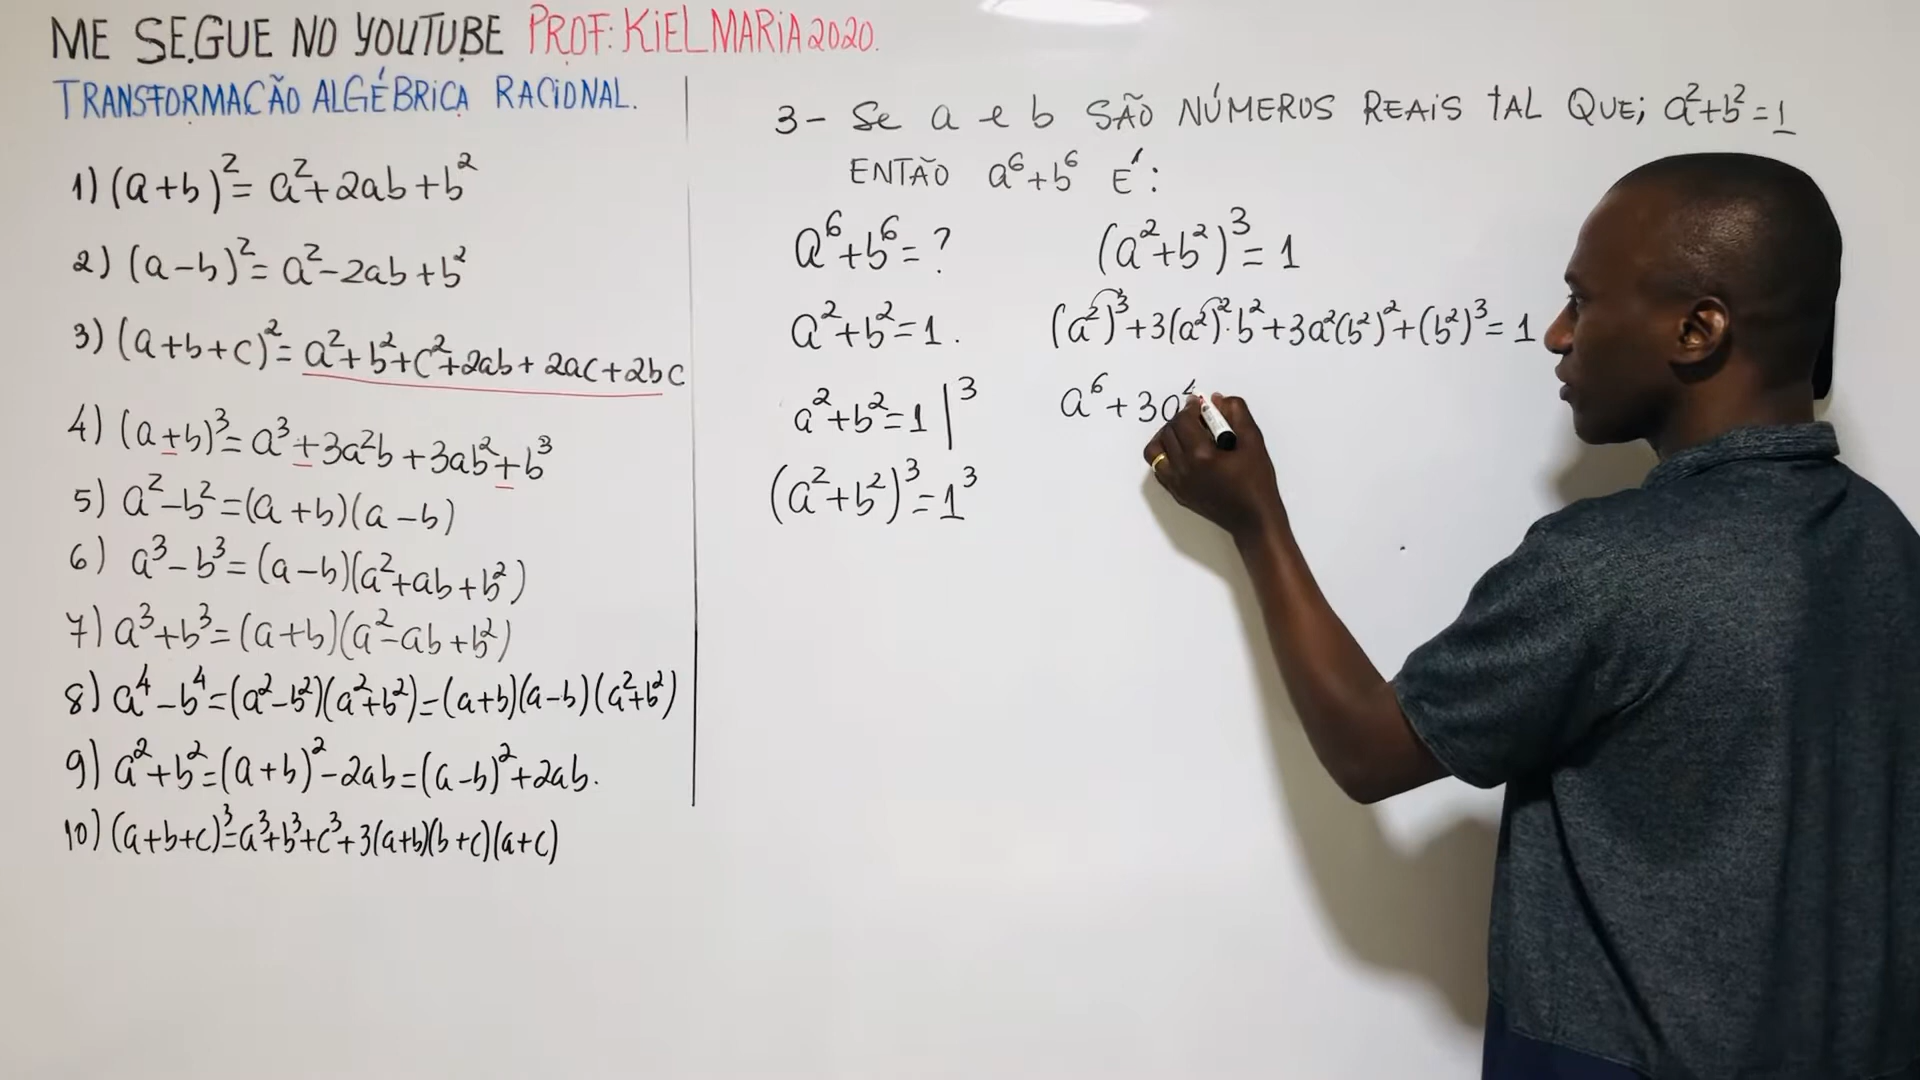 ME SEGUE NO YOUTUBE PROF: KIELMARIA2020.
TRANSFORMAÇÃO ALGÉBRICA RACIONAL.
1) (a+b)²= a²+2ab+b²
2) (a-b)²= a²-2ab+b²
3) (a+b+c)²= a²+b²+c²+2ab+2ac+2bc
4) (a+b)³= a³+3a²b+3ab²+b³
5) a²-b²=(a+b)(a-b)
6) a³-b³=(a-b)(a²+ab+b²)
7) a³+b³=(a+b)(a²-ab+b²)
8) a⁴-b⁴=(a²-b²)(a²+b²)=(a+b)(a-b)(a²+b²)
9) a²+b²=(a+b)²-2ab=(a-b)²+2ab.
10) (a+b+c)³=a³+b³+c³+3(a+b)(b+c)(a+c)
3- Se a e b SÃO NÚMEROS REAIS TAL QUE; a²+b²=1
ENTÃO a⁶+b⁶ É:
a⁶+b⁶=?
a²+b²=1.
a²+b²=1|³
(a²+b²)³=1³
(a²+b²)³=1
(a²)³+3(a²)²·b²+3a²(b²)²+(b²)³=1
a⁶+3a⁴